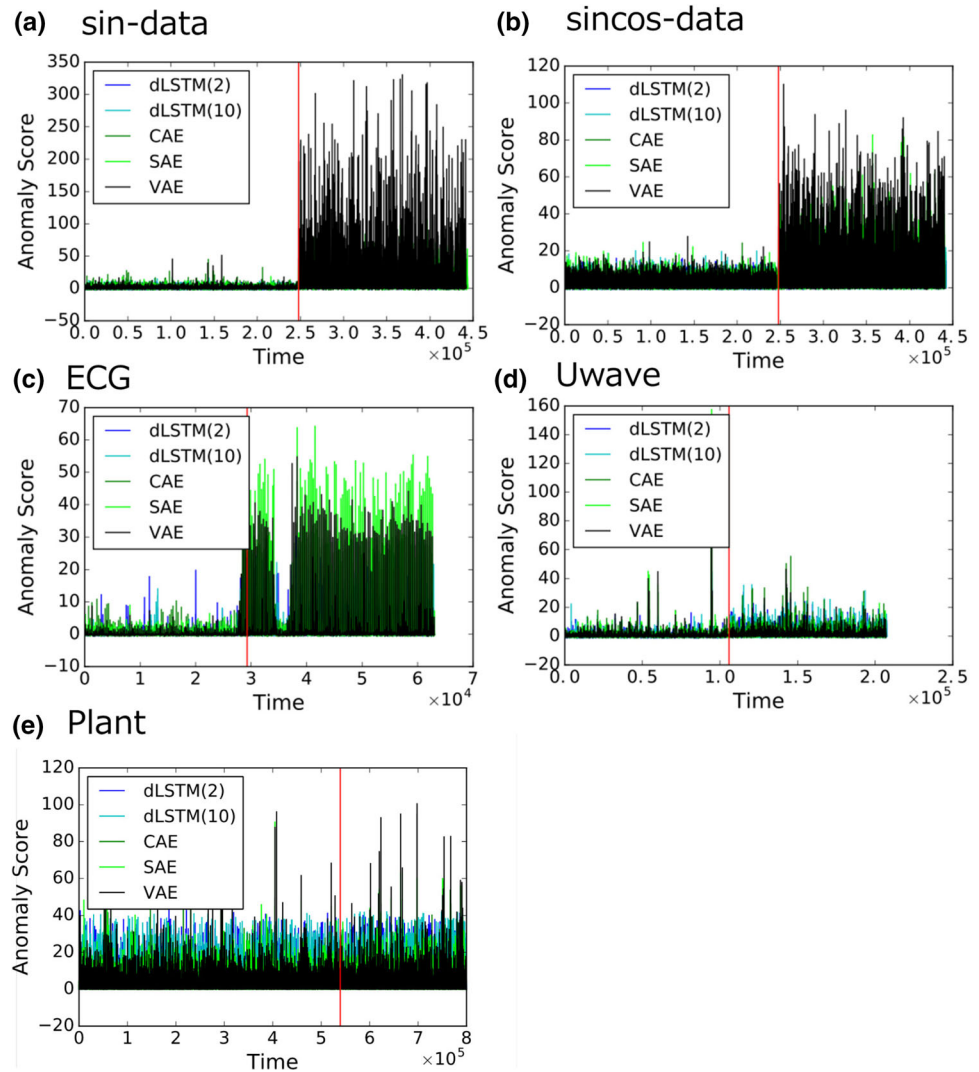 (a) sin-data
350
300
250
200
150
100
50
0
−50
Anomaly Score
dLSTM(2)
dLSTM(10)
CAE
SAE
VAE
0.0 0.5 1.0 1.5 2.0 2.5 3.0 3.5 4.0 4.5
Time
×10⁵
(b) sincos-data
120
100
80
60
40
20
0
−20
Anomaly Score
dLSTM(2)
dLSTM(10)
CAE
SAE
VAE
0.0 0.5 1.0 1.5 2.0 2.5 3.0 3.5 4.0 4.5
Time
×10⁵
(c) ECG
70
60
50
40
30
20
10
0
−10
Anomaly Score
dLSTM(2)
dLSTM(10)
CAE
SAE
VAE
0 10 20 30 40 50 60 70
Time
×10⁴
(d) Uwave
160
140
120
100
80
60
40
20
0
−20
Anomaly Score
dLSTM(2)
dLSTM(10)
CAE
SAE
VAE
0.0 0.5 1.0 1.5 2.0 2.5
Time
×10⁵
(e) Plant
120
100
80
60
40
20
0
−20
Anomaly Score
dLSTM(2)
dLSTM(10)
CAE
SAE
VAE
0 1 2 3 4 5 6 7 8
Time
×10⁵